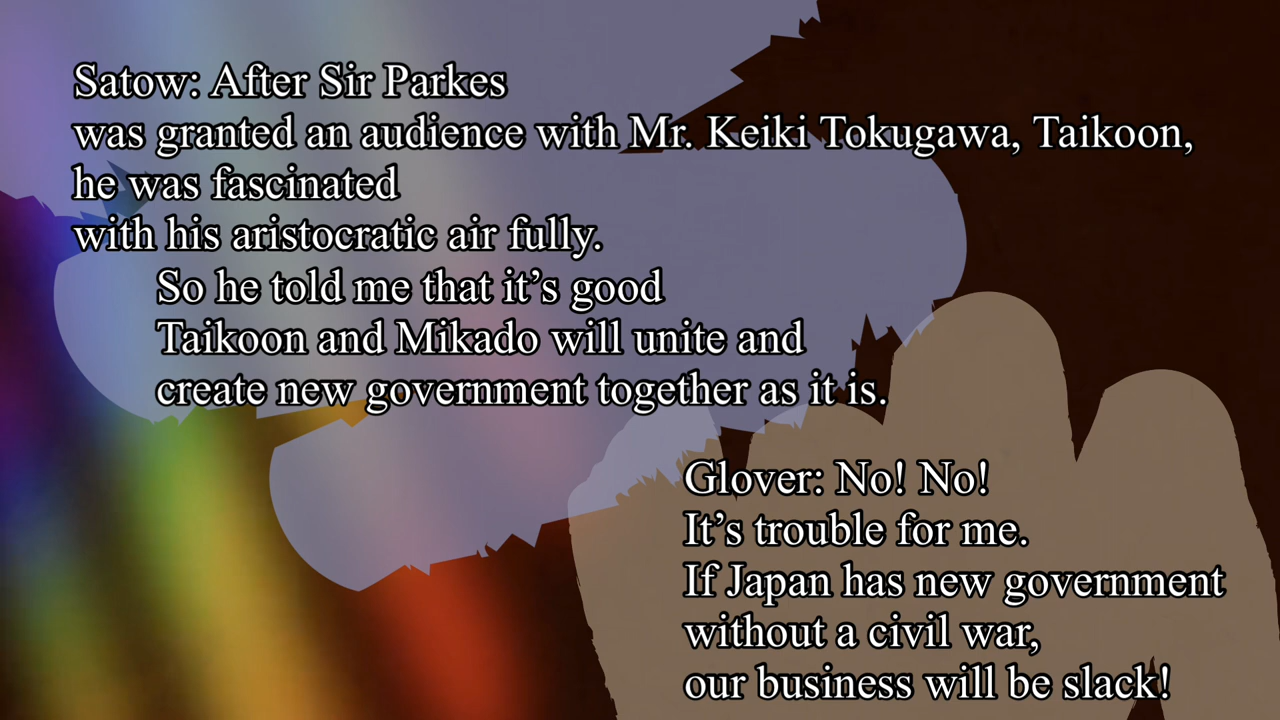 Satow: After Sir Parkes
was granted an audience with Mr. Keiki Tokugawa, Taikoon,
he was fascinated
with his aristocratic air fully.
So he told me that it’s good
Taikoon and Mikado will unite and
create new government together as it is.
Glover: No! No!
It’s trouble for me.
If Japan has new government
without a civil war,
our business will be slack!